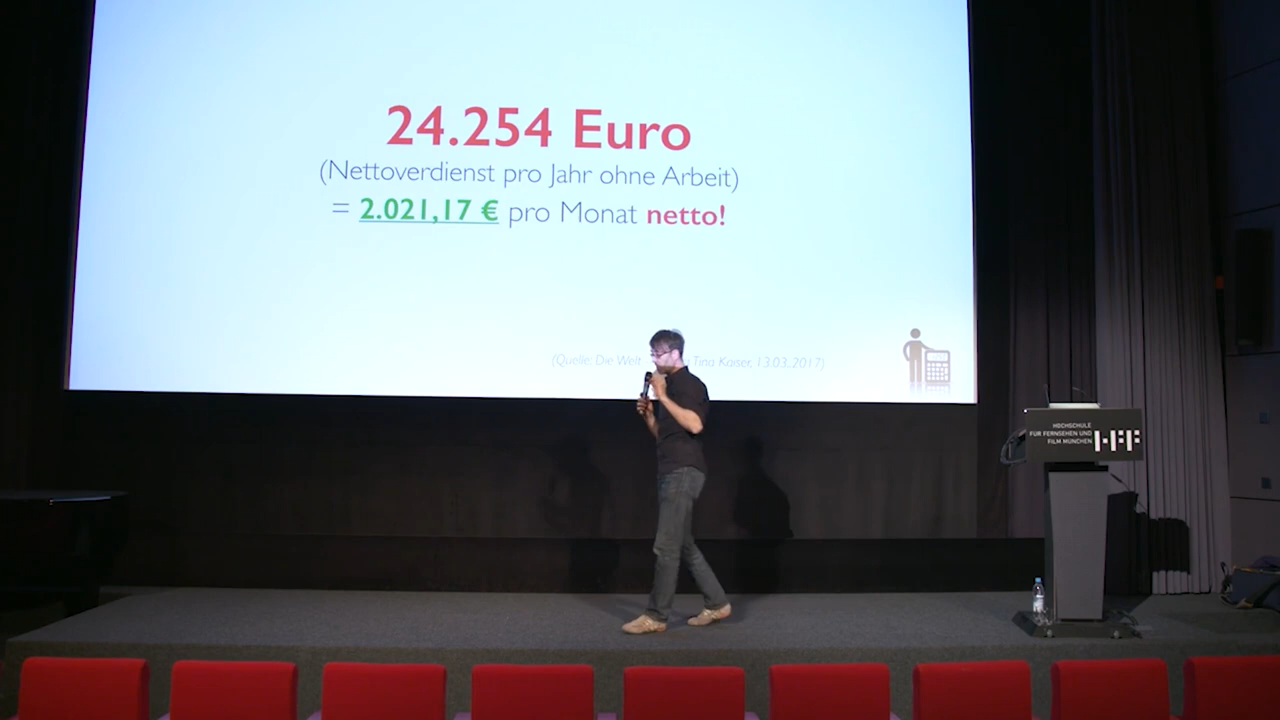 24.254 Euro
(Nettoverdienst pro Jahr ohne Arbeit)
= 2.021,17 € pro Monat netto!
(Quelle: Die Welt, Tina Kaiser, 13.03.2017)
HOCHSCHULE
FÜR FERNSEHEN UND
FILM MÜNCHEN
HFF